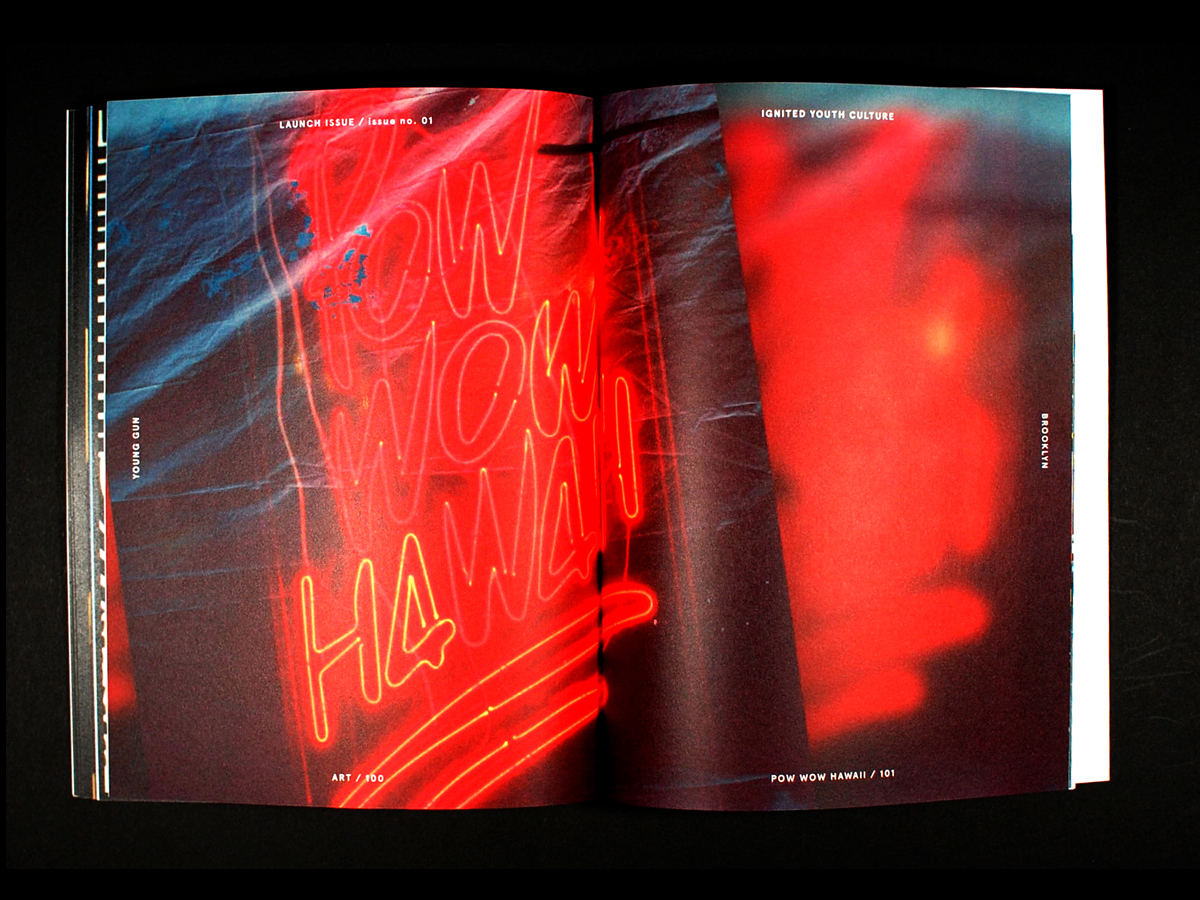 LAUNCH ISSUE / issue no. 01
IGNITED YOUTH CULTURE
POW
WOW
HAWAII
YOUNG GUN
BROOKLYN
ART / 100
POW WOW HAWAII / 101